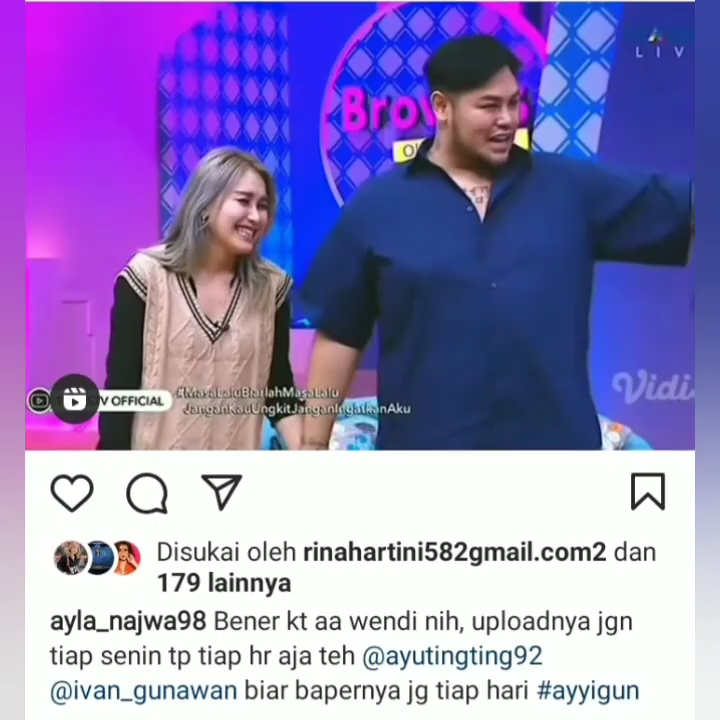 LIV
Bro
V OFFICIAL
#MasaLaluBiarlahMasaLalu
JanganKauUngkitJanganIngatkanAku
Vidi
Disukai oleh rinahartini582gmail.com2 dan
179 lainnya
ayla_najwa98 Bener kt aa wendi nih, uploadnya jgn
tiap senin tp tiap hr aja teh @ayutingting92
@ivan_gunawan biar bapernya jg tiap hari #ayyigun